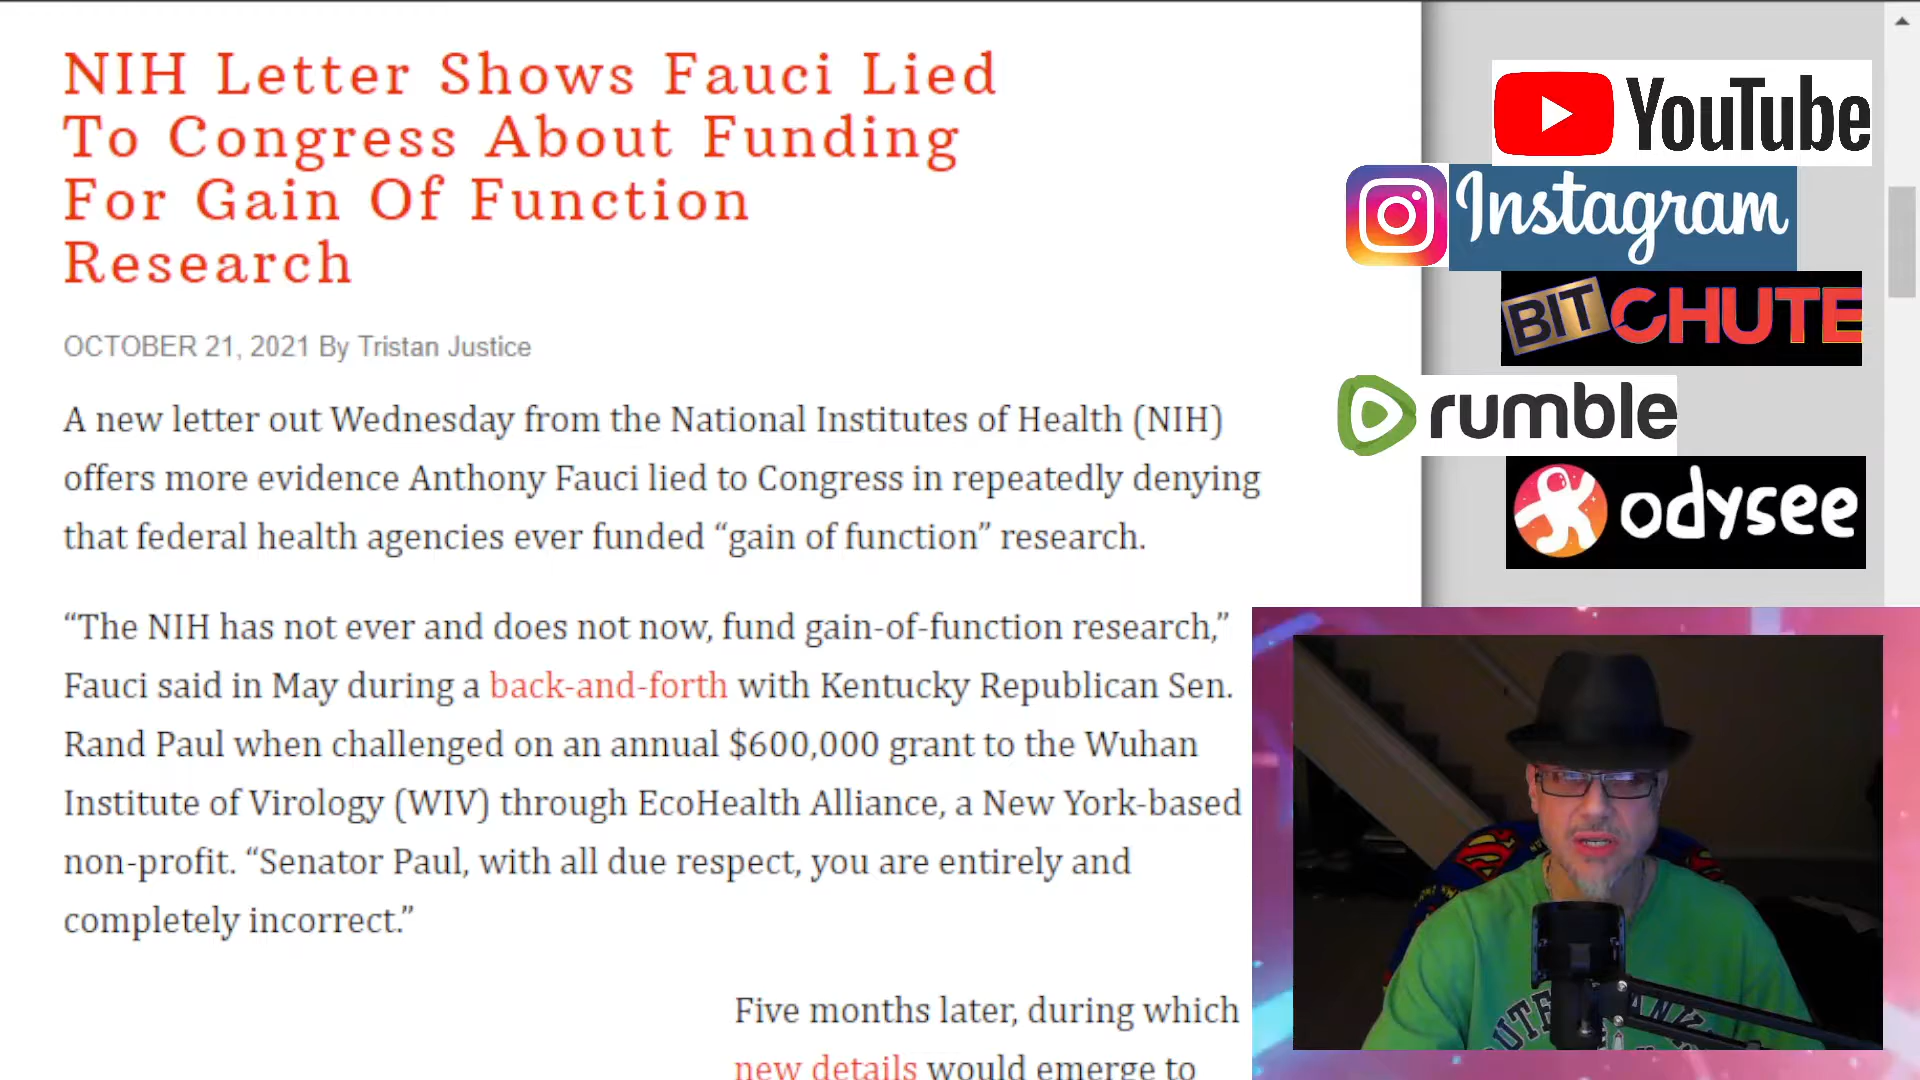 NIH Letter Shows Fauci Lied
To Congress About Funding
For Gain Of Function
Research
OCTOBER 21, 2021 By Tristan Justice
A new letter out Wednesday from the National Institutes of Health (NIH)
offers more evidence Anthony Fauci lied to Congress in repeatedly denying
that federal health agencies ever funded “gain of function” research.
“The NIH has not ever and does not now, fund gain-of-function research,”
Fauci said in May during a back-and-forth with Kentucky Republican Sen.
Rand Paul when challenged on an annual $600,000 grant to the Wuhan
Institute of Virology (WIV) through EcoHealth Alliance, a New York-based
non-profit. “Senator Paul, with all due respect, you are entirely and
completely incorrect.”
Five months later, during which
new details would emerge to
YouTube
Instagram
BITCHUTE
rumble
odysee